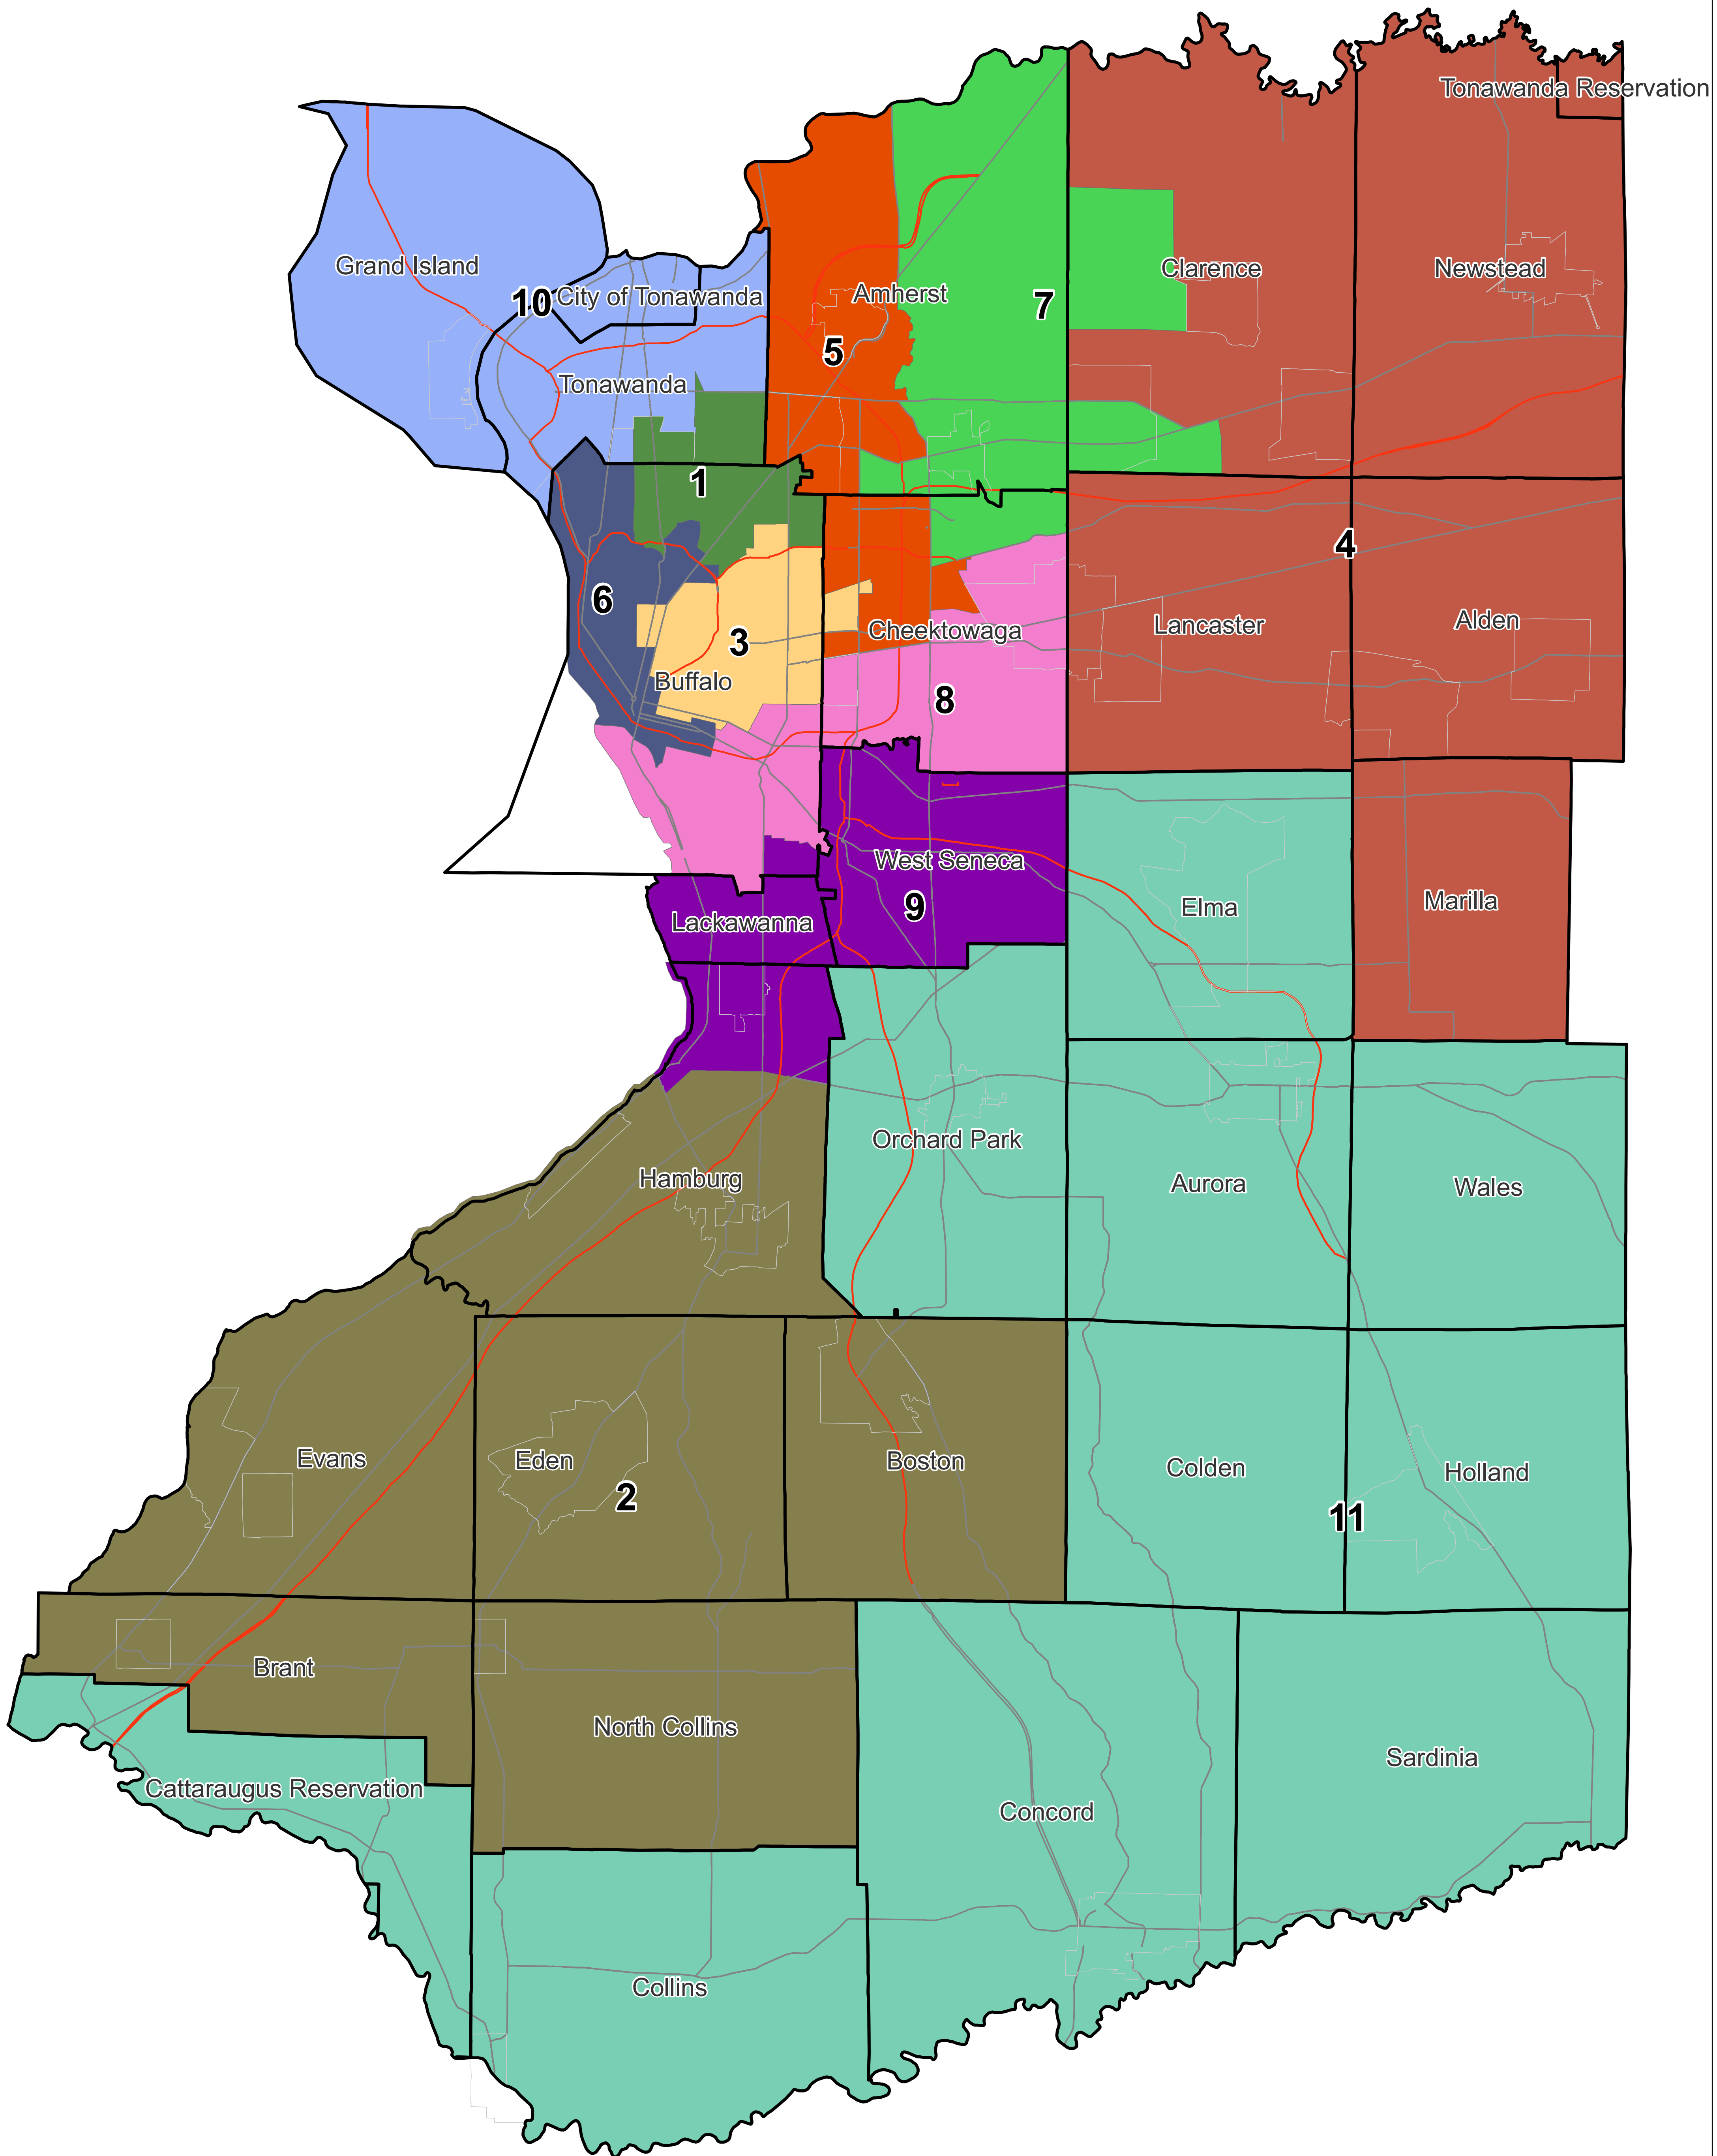 Tonawanda Reservation
Grand Island
Clarence
Newstead
Amherst
10
City of Tonawanda
7
5
Tonawanda
1
4
6
Lancaster
Alden
Cheektowaga
3
Buffalo
8
West Seneca
Marilla
9
Elma
Lackawanna
Orchard Park
Hamburg
Aurora
Wales
Evans
Eden
Boston
Colden
Holland
2
11
Brant
North Collins
Sardinia
Cattaraugus Reservation
Concord
Collins